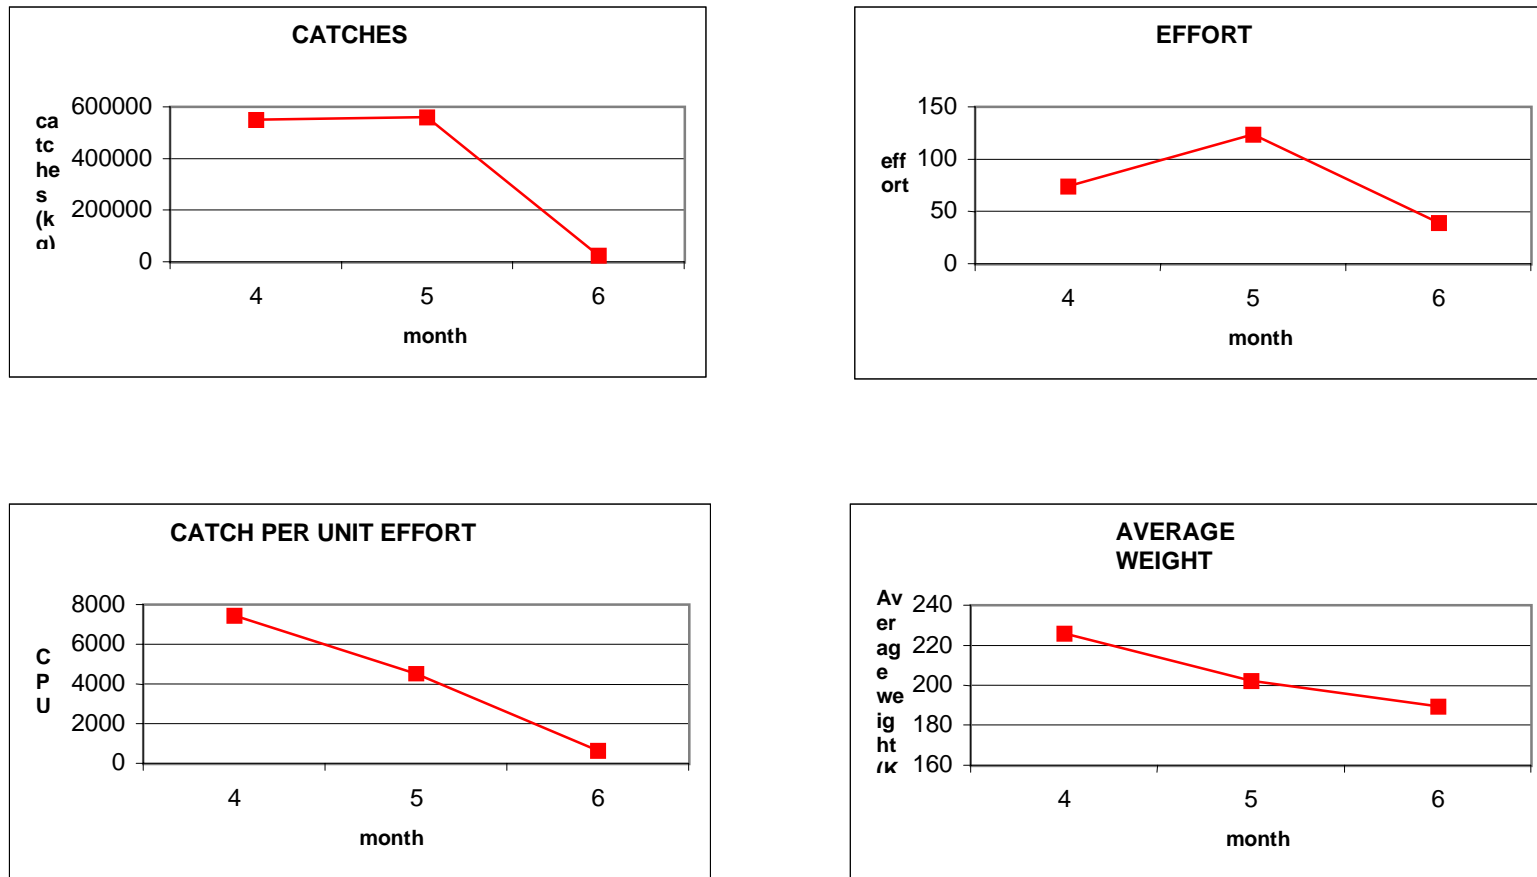 CATCHES
ca
tc
he
s
(k
g)
600000
400000
200000
0
4 5 6
month
EFFORT
eff
ort
150
100
50
0
4 5 6
month
CATCH PER UNIT EFFORT
C
P
U
8000
6000
4000
2000
0
4 5 6
month
AVERAGE
WEIGHT
Av
er
ag
e
we
ig
ht
(K
240
220
200
180
160
4 5 6
month